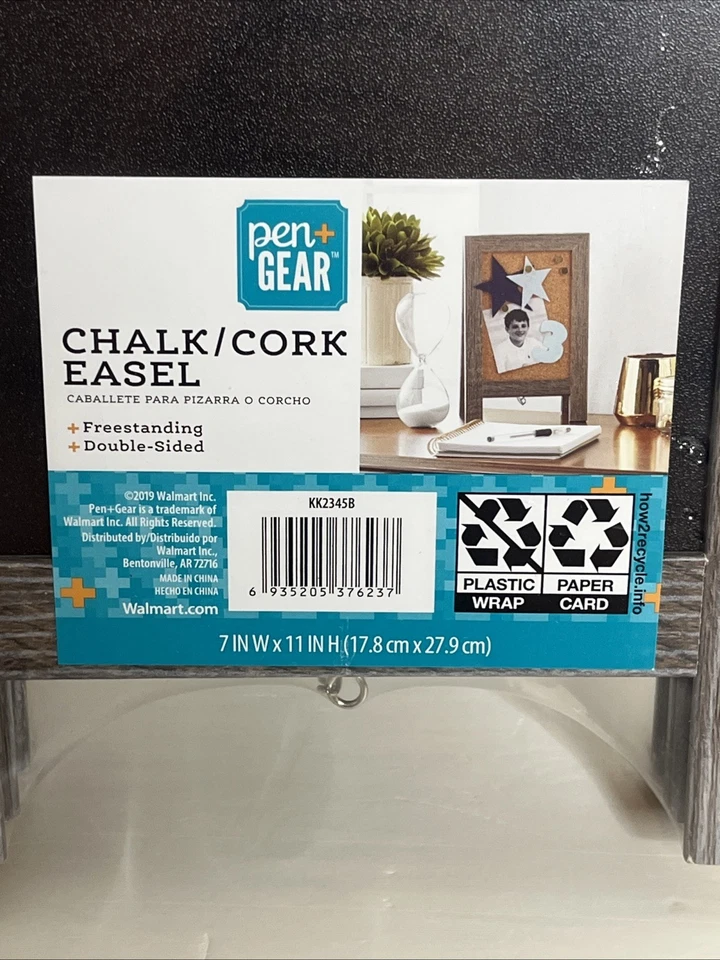 pen+
GEAR™
CHALK/CORK
EASEL
CABALLETE PARA PIZARRA O CORCHO
+ Freestanding
+ Double-Sided
3
©2019 Walmart Inc.
Pen+Gear is a trademark of
Walmart Inc. All Rights Reserved.
Distributed by/Distribuido por
Walmart Inc.,
Bentonville, AR 72716
MADE IN CHINA
HECHO EN CHINA
Walmart.com
KK2345B
6 935205 376237
PLASTIC
WRAP
PAPER
CARD
how2recycle.info
7 IN W x 11 IN H (17.8 cm x 27.9 cm)